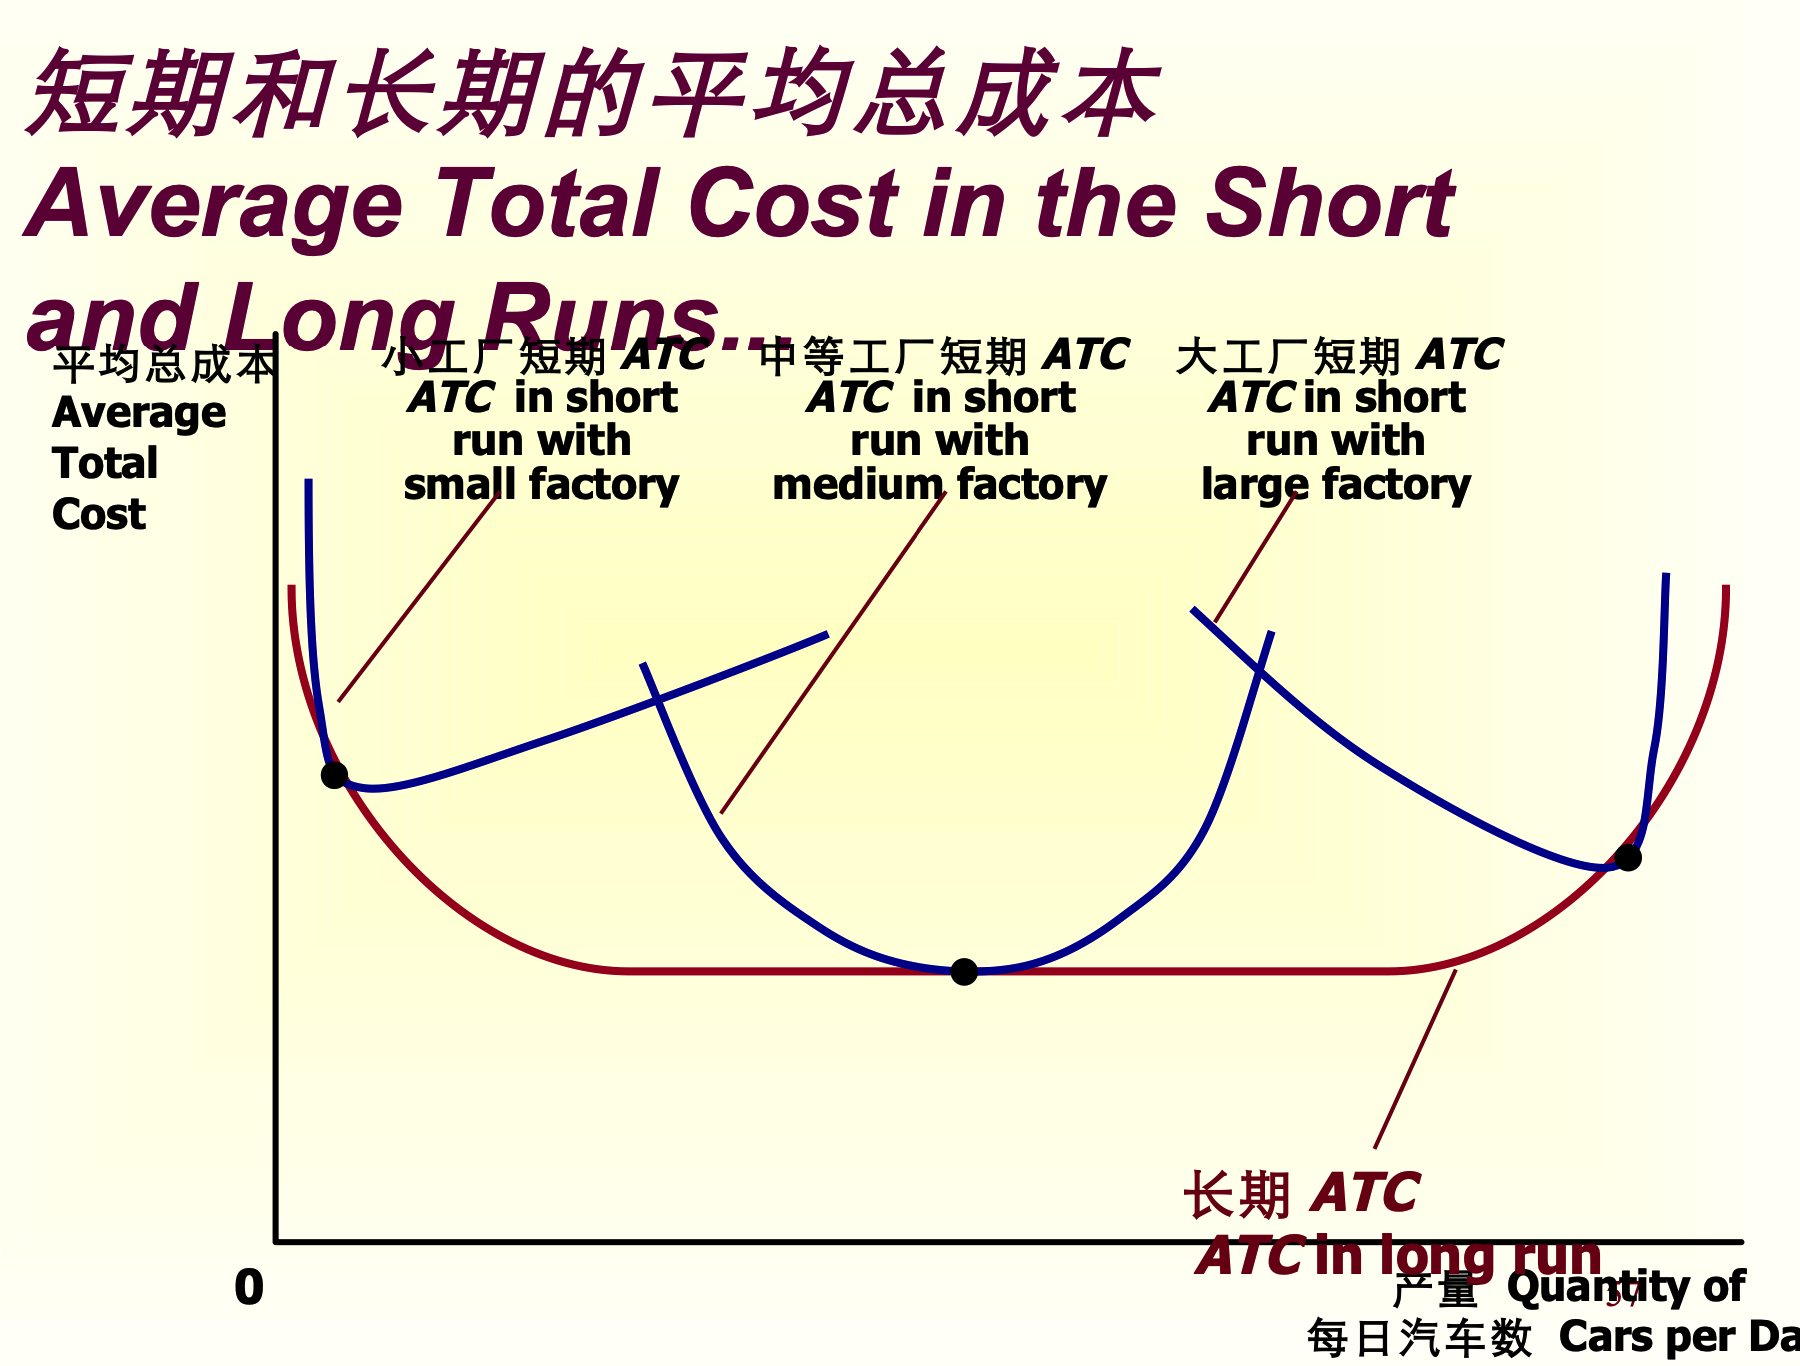 短期和长期的平均总成本
Average Total Cost in the Short
and Long Runs...
平均总成本
Average
Total
Cost
小工厂短期 ATC
ATC in short
run with
small factory
中等工厂短期 ATC
ATC in short
run with
medium factory
大工厂短期 ATC
ATC in short
run with
large factory
长期 ATC
ATC in long run
0
产量 Quantity of
每日汽车数 Cars per Da
57